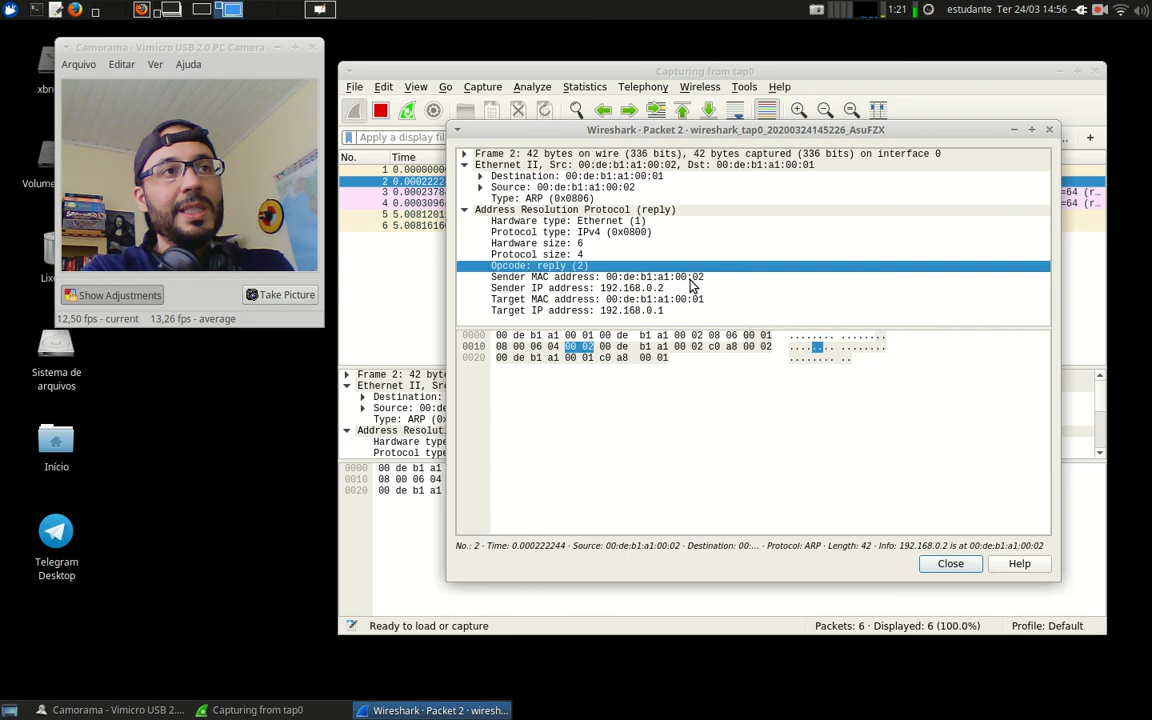 1:21
estudante
Ter 24/03 14:56
Camorama - Vimicro USB 2.0 PC Camera
Arquivo Editar Ver Ajuda
Show Adjustments
Take Picture
12,50 fps - current 13,26 fps - average
xbn
Volume
Lix
Sistema de
arquivos
Início
Telegram
Desktop
Capturing from tap0
File Edit View Go Capture Analyze Statistics Telephony Wireless Tools Help
Apply a display fil
No. Time
1 0.0000000
2 0.0002224
3 0.0002378 =64 (r…
4 0.0003096 =64 (r…
5 5.0081201
6 5.0081616
Wireshark · Packet 2 · wireshark_tap0_20200324145226_AsuFZX
Frame 2: 42 bytes on wire (336 bits), 42 bytes captured (336 bits) on interface 0
Ethernet II, Src: 00:de:b1:a1:00:02, Dst: 00:de:b1:a1:00:01
Destination: 00:de:b1:a1:00:01
Source: 00:de:b1:a1:00:02
Type: ARP (0x0806)
Address Resolution Protocol (reply)
Hardware type: Ethernet (1)
Protocol type: IPv4 (0x0800)
Hardware size: 6
Protocol size: 4
Opcode: reply (2)
Sender MAC address: 00:de:b1:a1:00:02
Sender IP address: 192.168.0.2
Target MAC address: 00:de:b1:a1:00:01
Target IP address: 192.168.0.1
0000 00 de b1 a1 00 01 00 de b1 a1 00 02 08 06 00 01 ........ ........
0010 08 00 06 04 00 02 00 de b1 a1 00 02 c0 a8 00 02 ........ ........
0020 00 de b1 a1 00 01 c0 a8 00 01 ........ ..
No.: 2 · Time: 0.000222244 · Source: 00:de:b1:a1:00:02 · Destination: 00:… · Protocol: ARP · Length: 42 · Info: 192.168.0.2 is at 00:de:b1:a1:00:02
Close Help
Frame 2: 42 byt
Ethernet II, Sr
Destination:
Source: 00:d
Type: ARP (0
Address Resolut
Hardware typ
Protocol typ
0000 00 de b1 a1
0010 08 00 06 04
0020 00 de b1 a1
Ready to load or capture
Packets: 6 · Displayed: 6 (100.0%)
Profile: Default
Camorama - Vimicro USB 2....
Capturing from tap0
Wireshark · Packet 2 · wiresh...